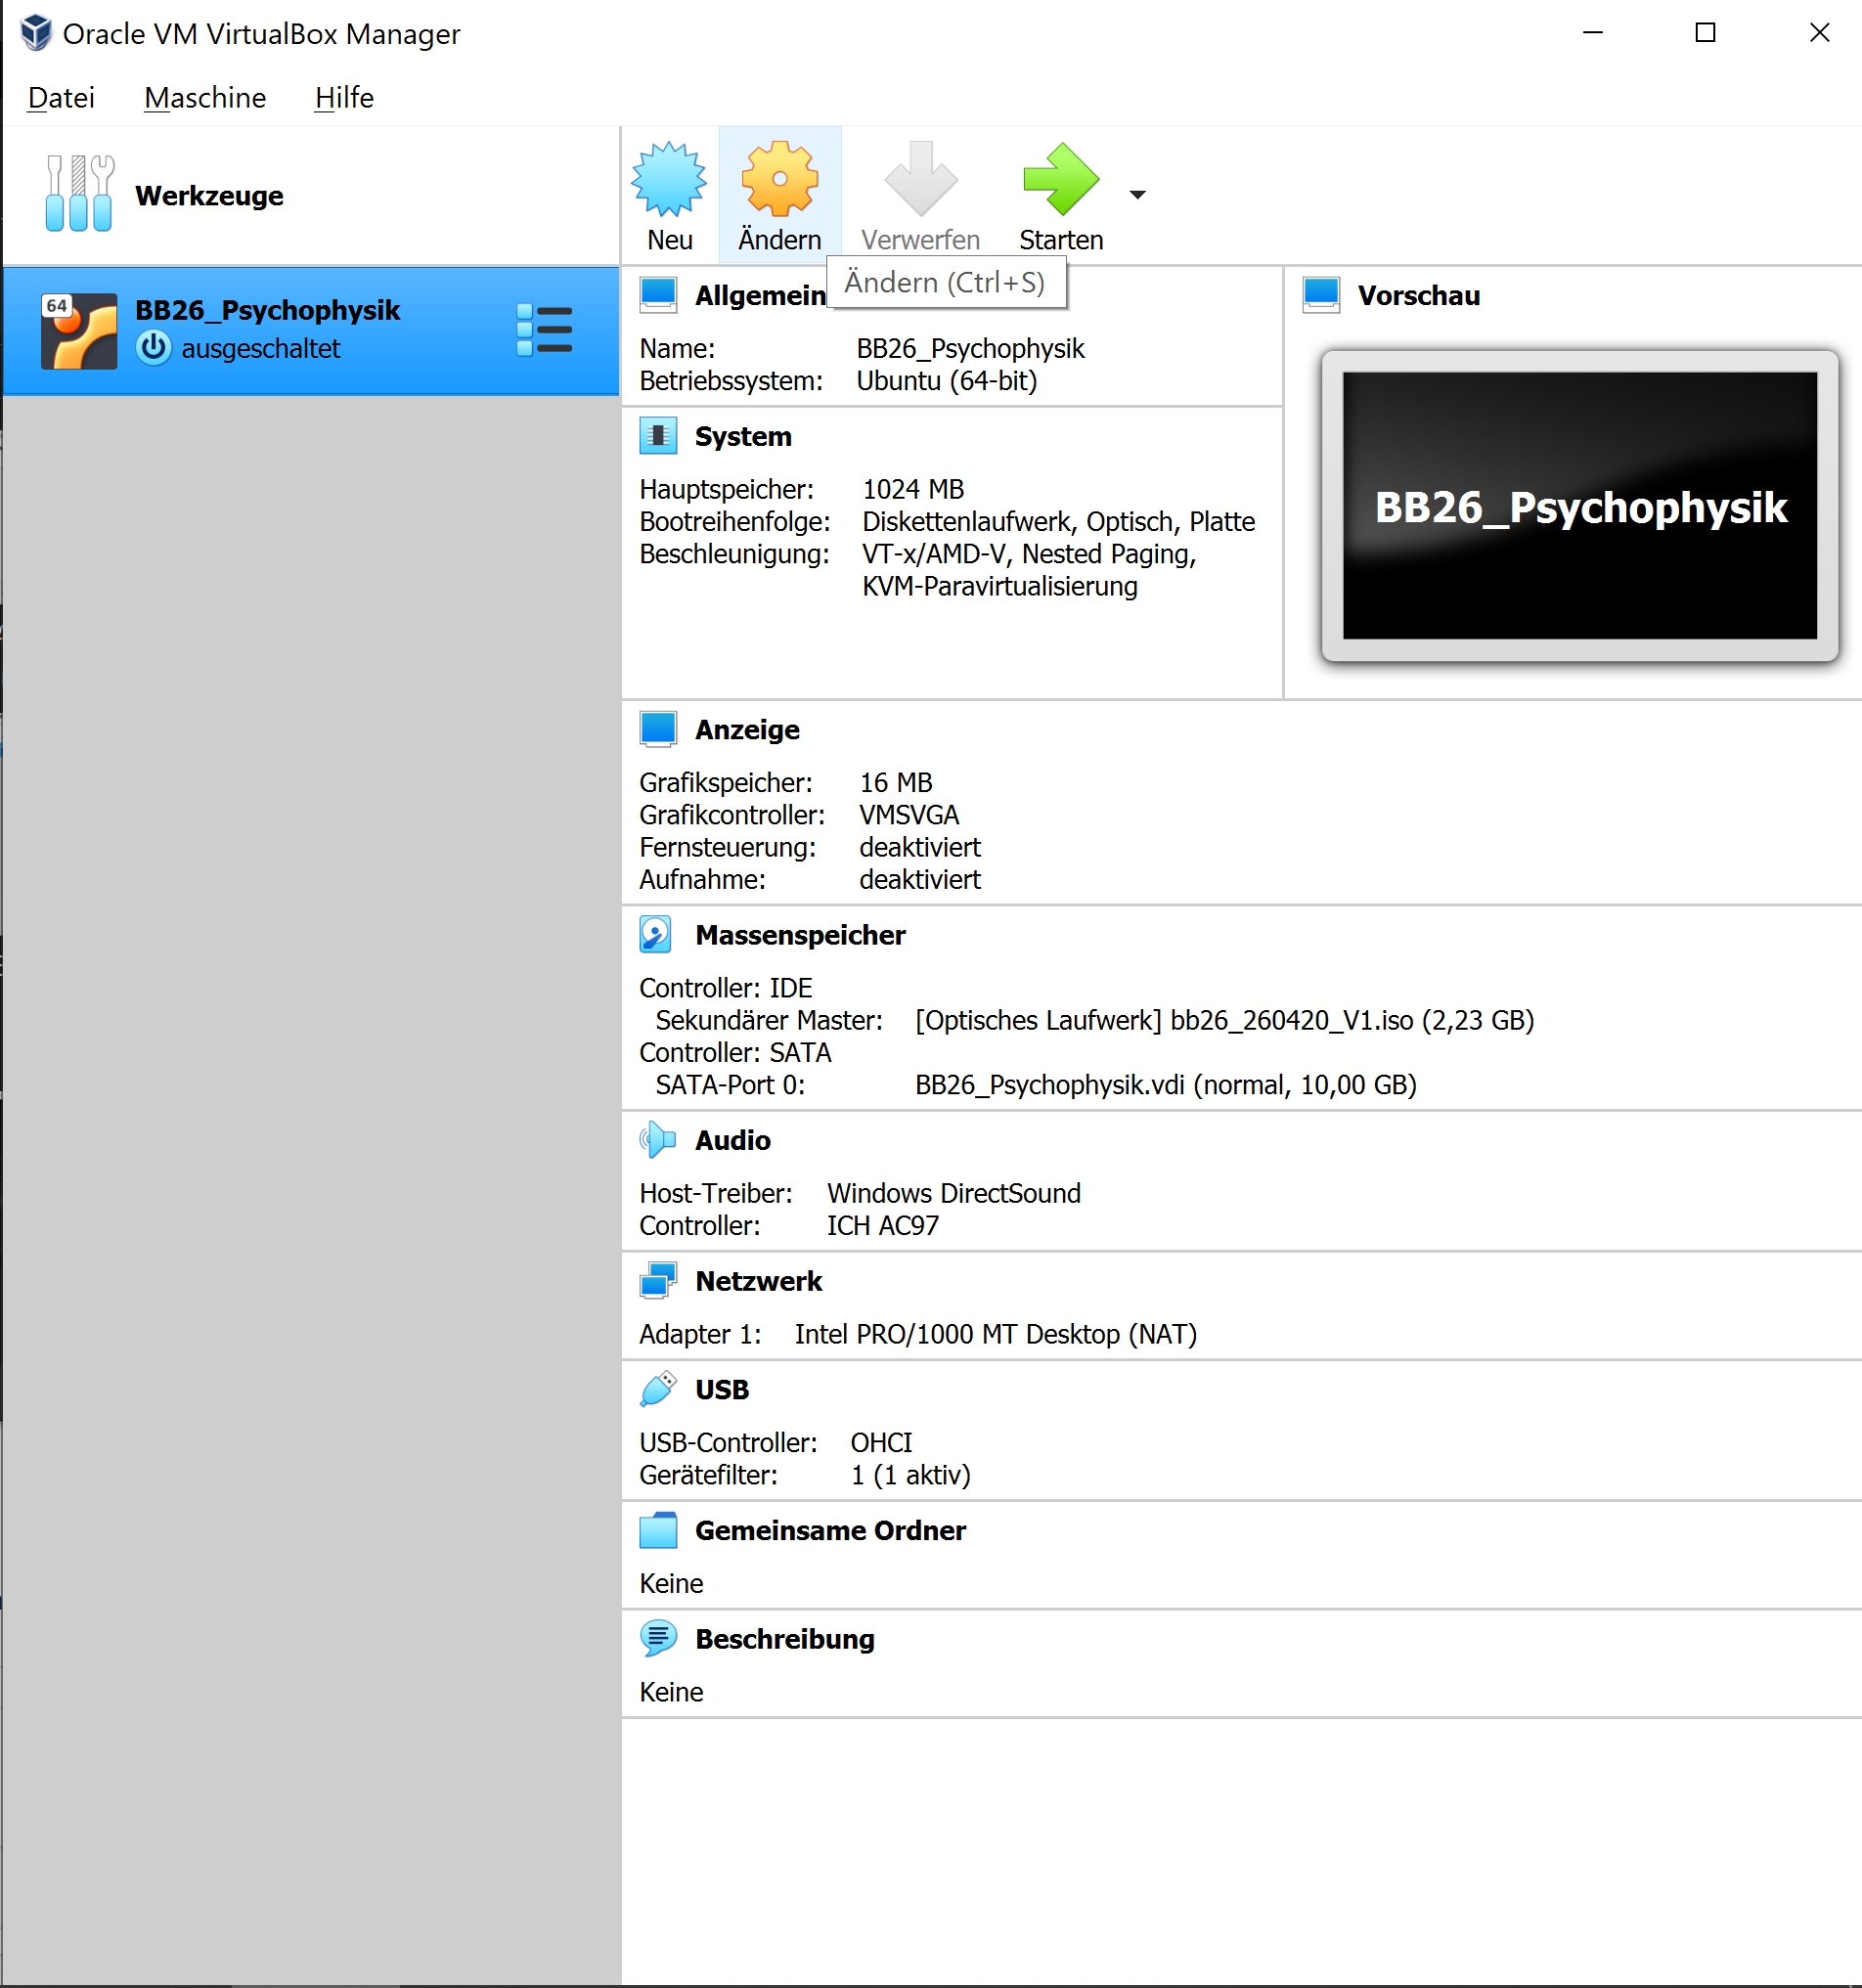 Oracle VM VirtualBox Manager
Datei Maschine Hilfe
Werkzeuge
Neu Ändern Verwerfen Starten
Ändern (Ctrl+S)
64
BB26_Psychophysik
ausgeschaltet
Allgemein
Name: BB26_Psychophysik
Betriebssystem: Ubuntu (64-bit)
Vorschau
BB26_Psychophysik
System
Hauptspeicher: 1024 MB
Bootreihenfolge: Diskettenlaufwerk, Optisch, Platte
Beschleunigung: VT-x/AMD-V, Nested Paging,
KVM-Paravirtualisierung
Anzeige
Grafikspeicher: 16 MB
Grafikcontroller: VMSVGA
Fernsteuerung: deaktiviert
Aufnahme: deaktiviert
Massenspeicher
Controller: IDE
Sekundärer Master: [Optisches Laufwerk] bb26_260420_V1.iso (2,23 GB)
Controller: SATA
SATA-Port 0: BB26_Psychophysik.vdi (normal, 10,00 GB)
Audio
Host-Treiber: Windows DirectSound
Controller: ICH AC97
Netzwerk
Adapter 1: Intel PRO/1000 MT Desktop (NAT)
USB
USB-Controller: OHCI
Gerätefilter: 1 (1 aktiv)
Gemeinsame Ordner
Keine
Beschreibung
Keine